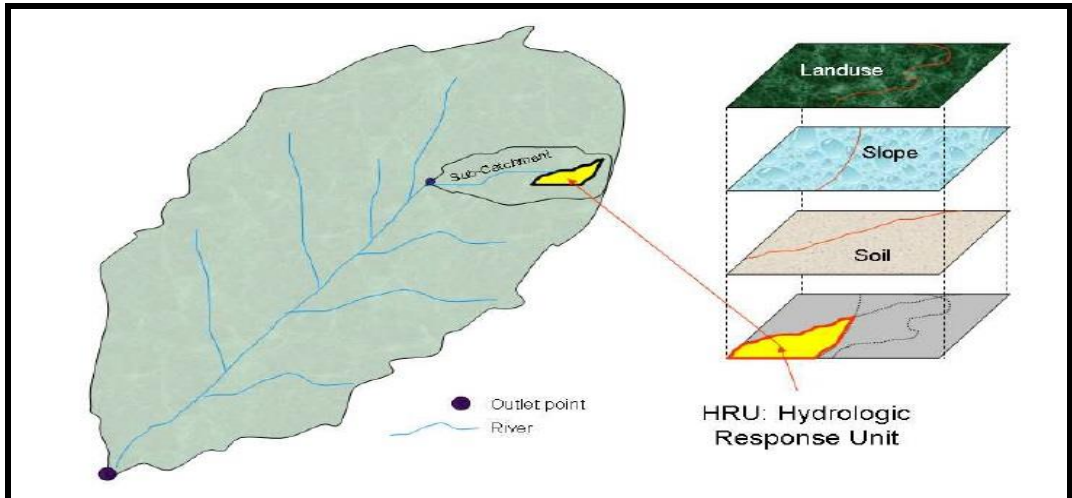 Sub-Catchment
Outlet point
River
Landuse
Slope
Soil
HRU: Hydrologic
Response Unit